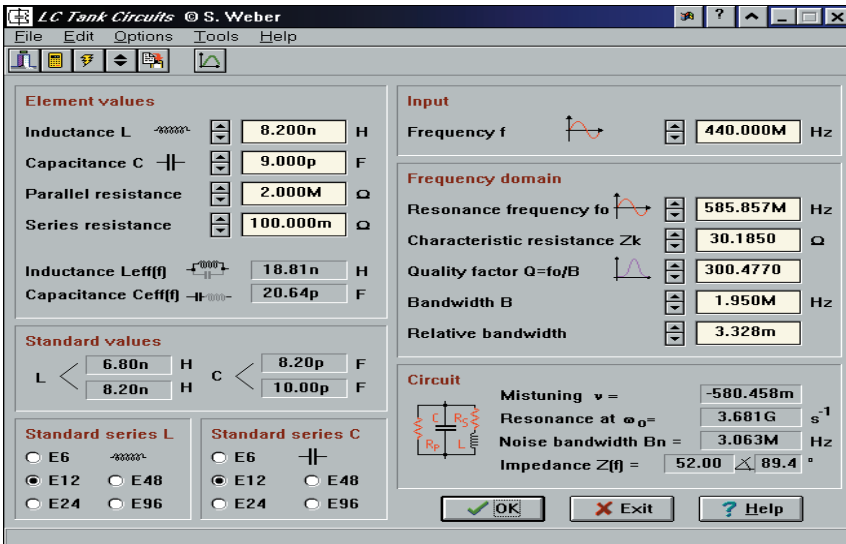 LC Tank Circuits © S. Weber
File Edit Options Tools Help
Element values
Inductance L 8.200n H
Capacitance C 9.000p F
Parallel resistance 2.000M Ω
Series resistance 100.000m Ω
Inductance Leff(f) 18.81n H
Capacitance Ceff(f) 20.64p F
Standard values
L 6.80n H
8.20n H
C 8.20p F
10.00p F
Standard series L
E6
E12 E48
E24 E96
Standard series C
E6
E12 E48
E24 E96
Input
Frequency f 440.000M Hz
Frequency domain
Resonance frequency fo 585.857M Hz
Characteristic resistance Zk 30.1850 Ω
Quality factor Q=fo/B 300.4770
Bandwidth B 1.950M Hz
Relative bandwidth 3.328m
Circuit
C Rs
Rp L
Mistuning ν = -580.458m
Resonance at ω0= 3.681G s-1
Noise bandwidth Bn = 3.063M Hz
Impedance Z(f) = 52.00 ∠ 89.4 °
OK Exit ? Help